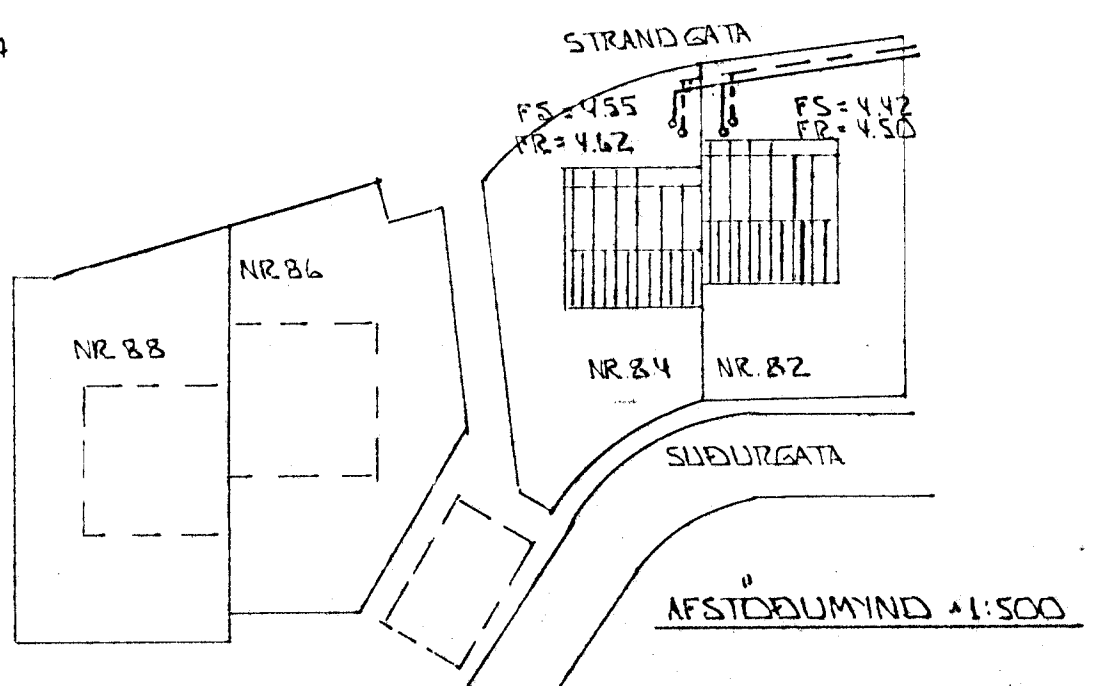 STRANDGATA
FS = 4.55
FR = 4.62
FS = 4.42
FR = 4.50
NR. 86
NR. 88
NR. 84
NR. 82
SUÐURGATA
AFSTÖÐUMYND 1:500